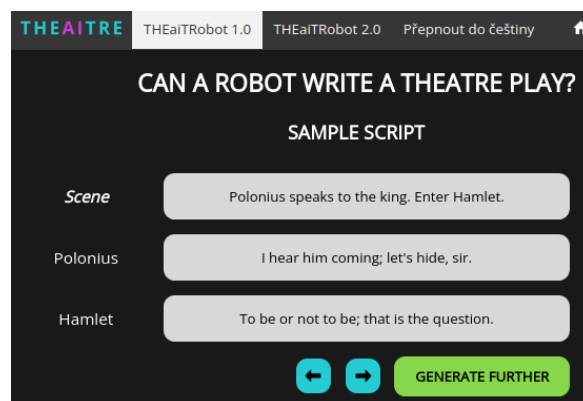 THEAITRE THEaiTRobot 1.0 THEaiTRobot 2.0 Přepnout do češtiny
CAN A ROBOT WRITE A THEATRE PLAY?
SAMPLE SCRIPT
Scene Polonius speaks to the king. Enter Hamlet.
Polonius I hear him coming; let's hide, sir.
Hamlet To be or not to be; that is the question.
GENERATE FURTHER